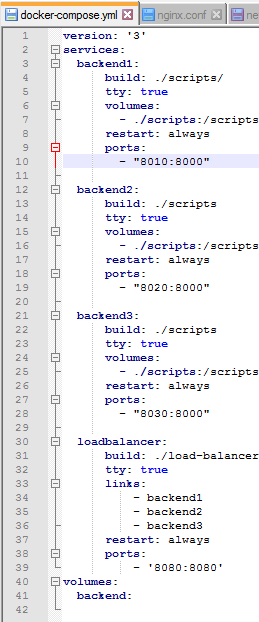 docker-compose.yml nginx.conf ne
1 version: '3'
2 services:
3 backend1:
4 build: ./scripts/
5 tty: true
6 volumes:
7 - ./scripts:/scripts
8 restart: always
9 ports:
10 - "8010:8000"
11
12 backend2:
13 build: ./scripts
14 tty: true
15 volumes:
16 - ./scripts:/scripts
17 restart: always
18 ports:
19 - "8020:8000"
20
21 backend3:
22 build: ./scripts
23 tty: true
24 volumes:
25 - ./scripts:/scripts
26 restart: always
27 ports:
28 - "8030:8000"
29
30 loadbalancer:
31 build: ./load-balancer
32 tty: true
33 links:
34 - backend1
35 - backend2
36 - backend3
37 restart: always
38 ports:
39 - '8080:8080'
40 volumes:
41 backend:
42